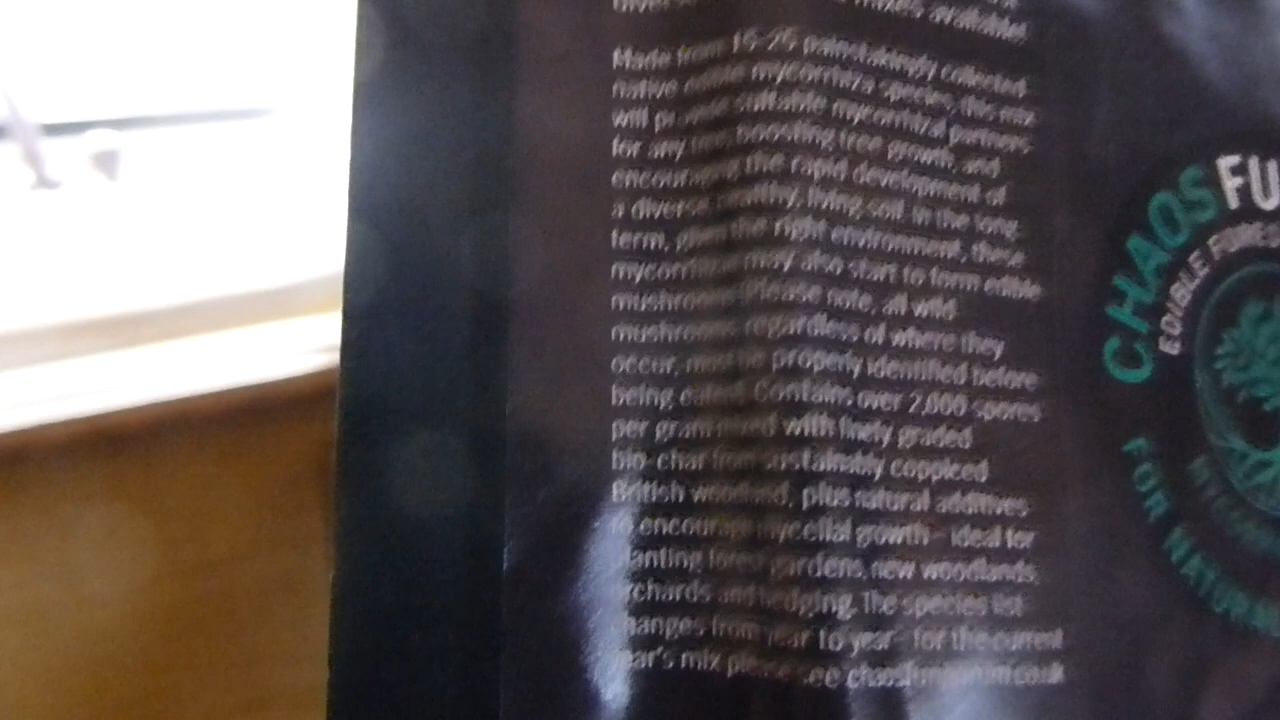 mixes available!
Made from 15-25 painstakingly collected
native mycorrhiza species, this mix
will suitable mycorrhizal partners
for any tree boosting tree growth, and
encouraging the rapid development of
a diverse healthy, living soil. In the long
term, given the right environment, these
may also start to form edible
mushrooms please note, all wild
mushrooms regardless of where they
occur, must be properly identified before
being eaten. Contains over 2,000 spores
per gram mixed with finely graded
bio-char from sustainably coppiced
British woodland, plus natural additives
to encourage mycelial growth - ideal for
planting forest gardens, new woodlands,
orchards and hedging. The species list
changes from year to year - for the current
year's mix please see
CHAOS FU
EDIBLE
FOR NATUR